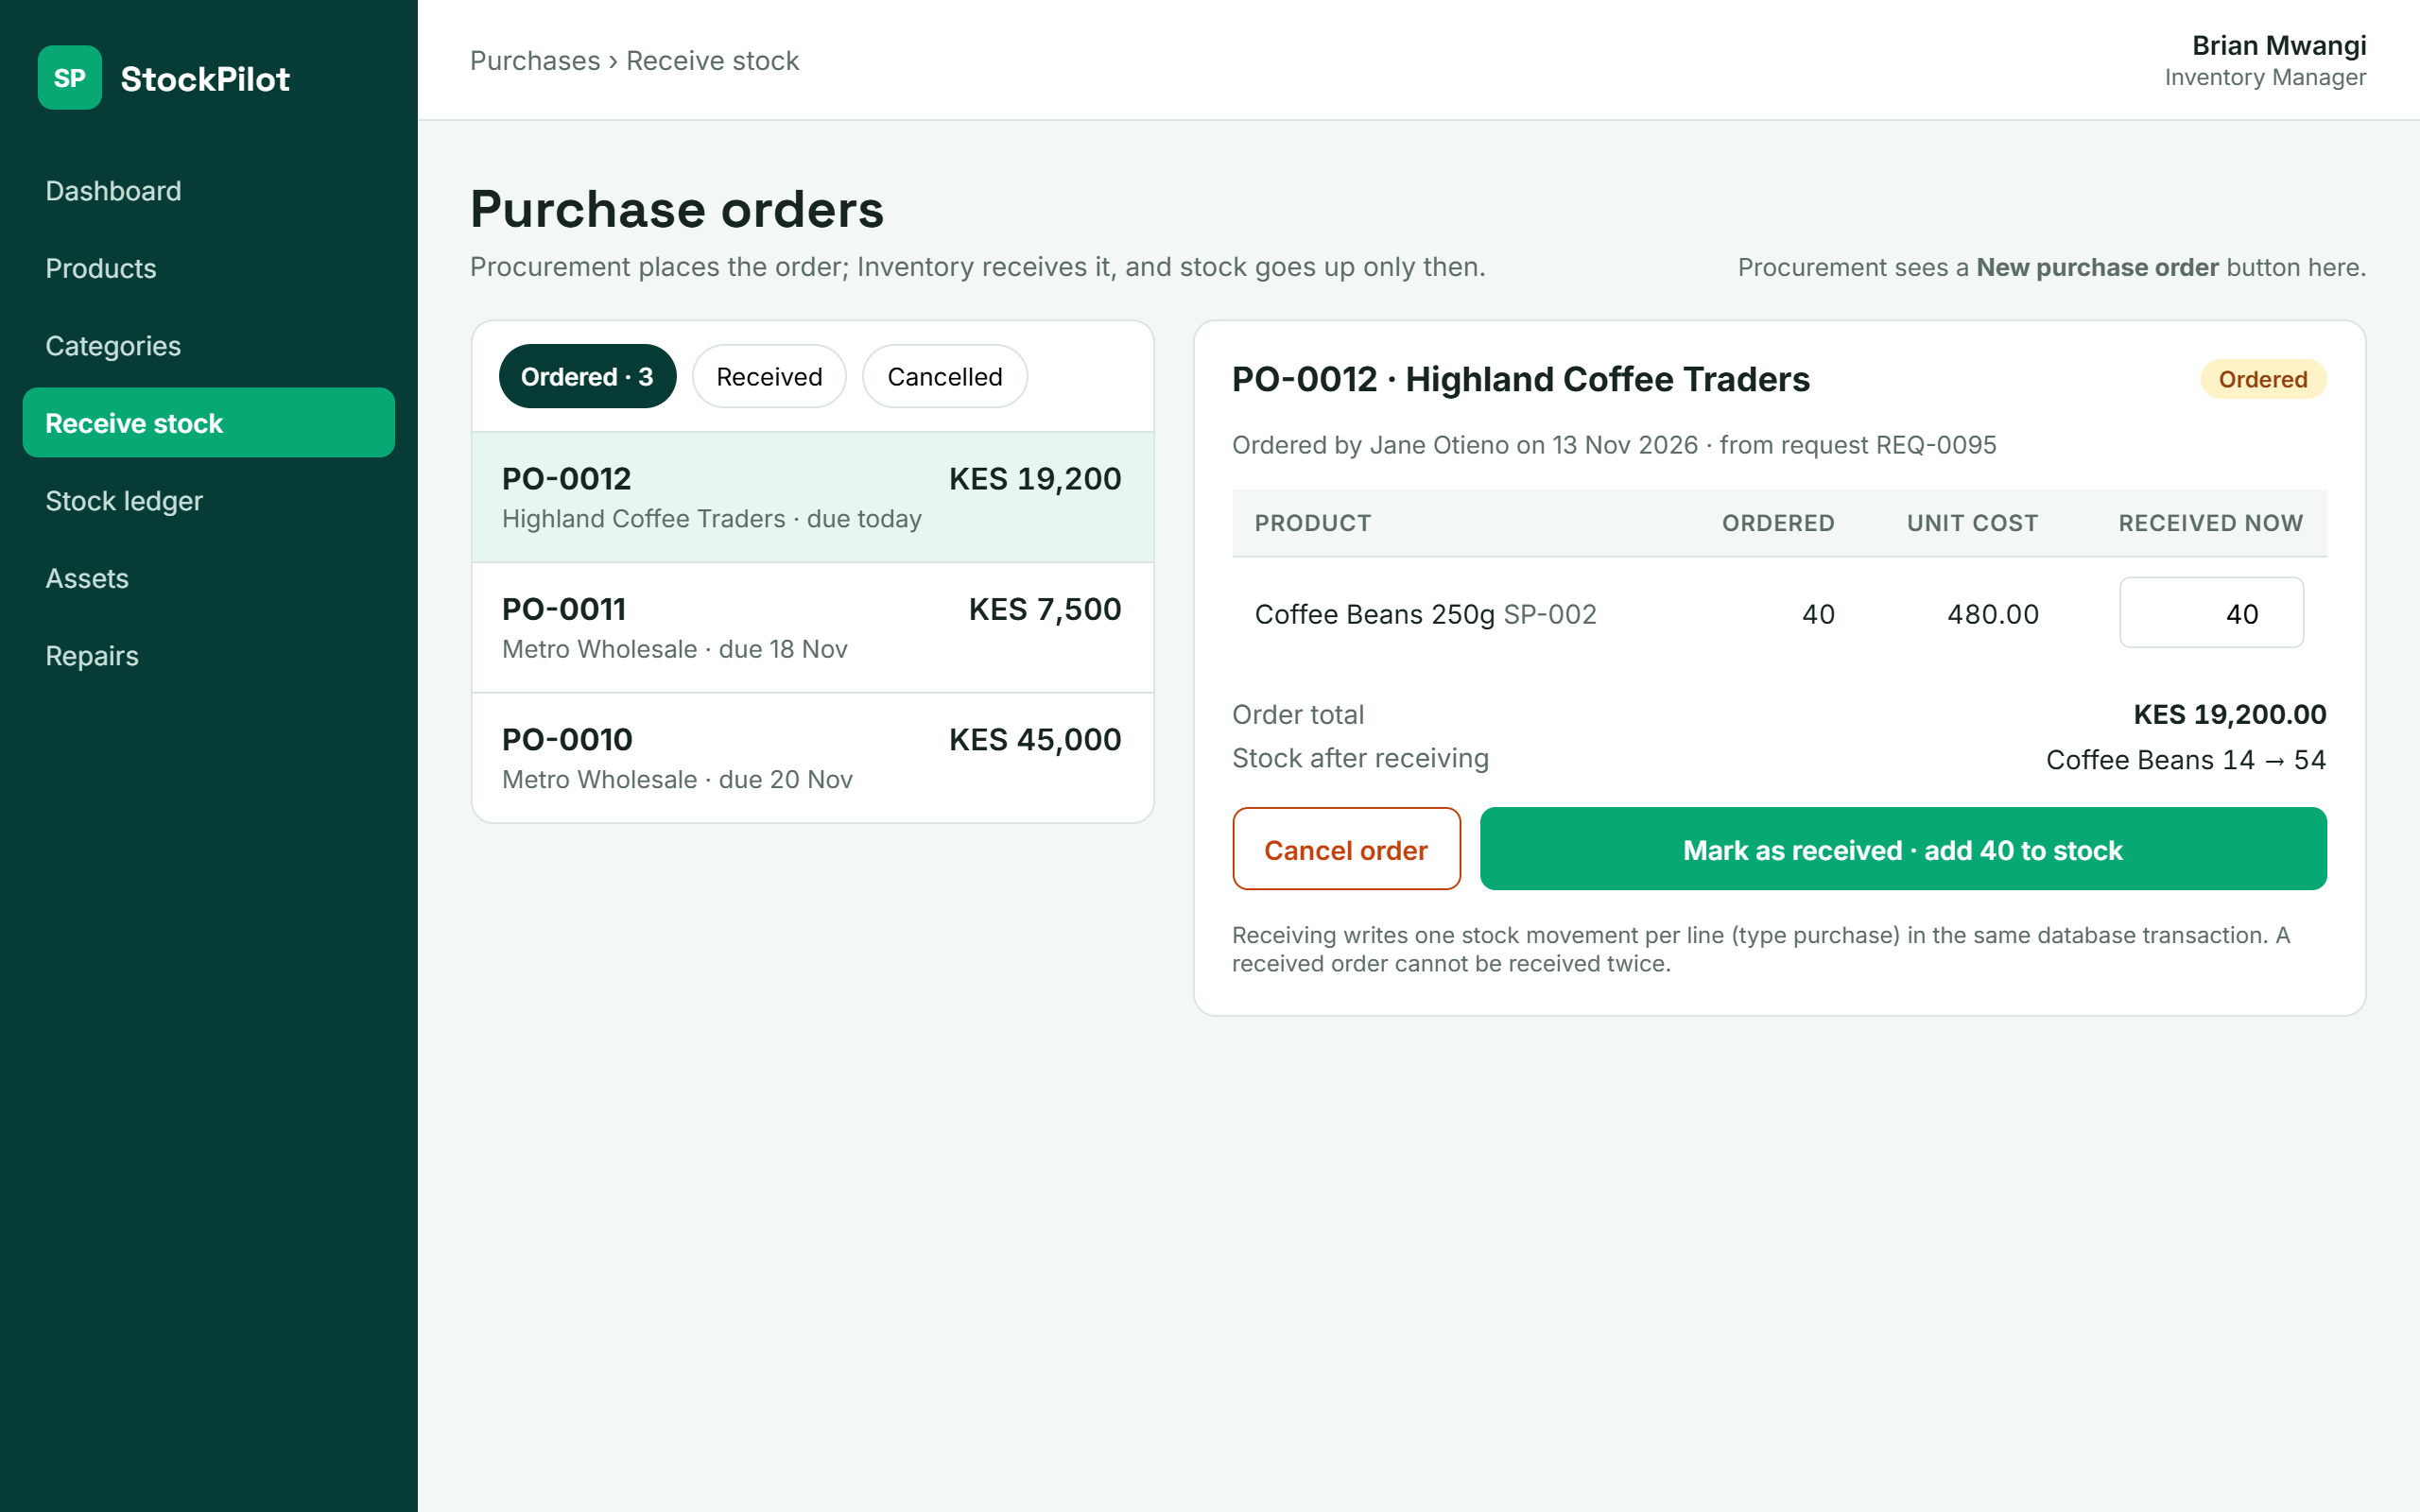 SP StockPilot
Dashboard
Products
Categories
Receive stock
Stock ledger
Assets
Repairs
Purchases › Receive stock
Brian Mwangi
Inventory Manager
Purchase orders
Procurement places the order; Inventory receives it, and stock goes up only then.
Procurement sees a New purchase order button here.
Ordered · 3 Received Cancelled
PO-0012 KES 19,200
Highland Coffee Traders · due today
PO-0011 KES 7,500
Metro Wholesale · due 18 Nov
PO-0010 KES 45,000
Metro Wholesale · due 20 Nov
PO-0012 · Highland Coffee Traders Ordered
Ordered by Jane Otieno on 13 Nov 2026 · from request REQ-0095
PRODUCT ORDERED UNIT COST RECEIVED NOW
Coffee Beans 250g SP-002 40 480.00 40
Order total KES 19,200.00
Stock after receiving Coffee Beans 14 → 54
Cancel order Mark as received · add 40 to stock
Receiving writes one stock movement per line (type purchase) in the same database transaction. A
received order cannot be received twice.